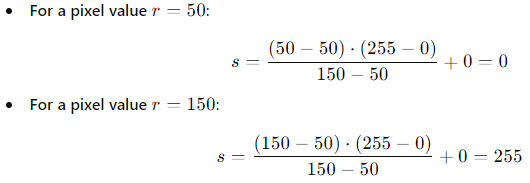 • For a pixel value r = 50:
s = (50 − 50) · (255 − 0) / 150 − 50 + 0 = 0
• For a pixel value r = 150:
s = (150 − 50) · (255 − 0) / 150 − 50 + 0 = 255